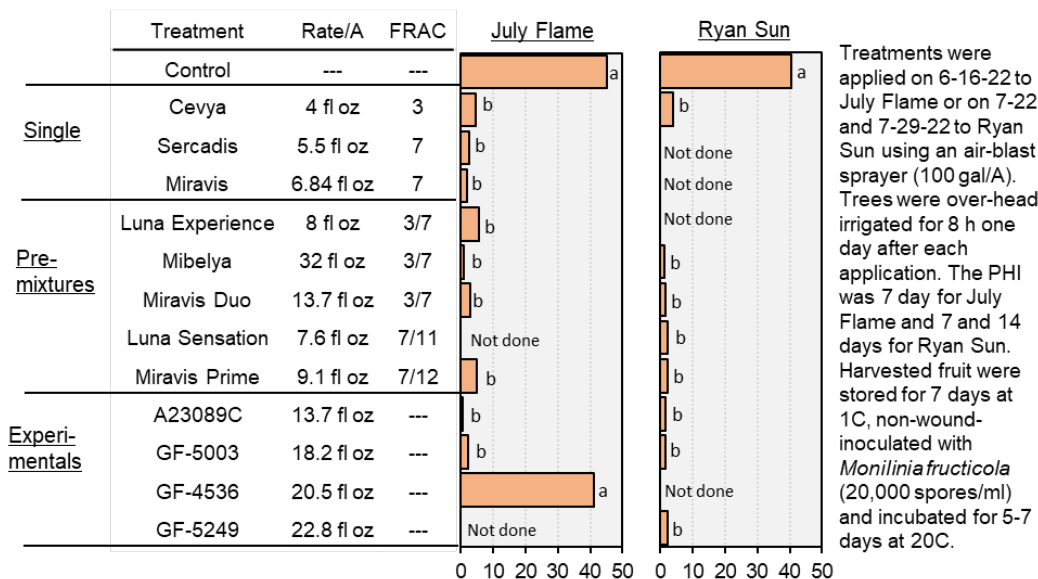 Treatment Rate/A FRAC July Flame Ryan Sun
Control --- --- a a
Single
Cevya 4 fl oz 3 b b
Sercadis 5.5 fl oz 7 b Not done
Miravis 6.84 fl oz 7 b Not done
Pre-
mixtures
Luna Experience 8 fl oz 3/7 b Not done
Mibelya 32 fl oz 3/7 b b
Miravis Duo 13.7 fl oz 3/7 b b
Luna Sensation 7.6 fl oz 7/11 Not done b
Miravis Prime 9.1 fl oz 7/12 b b
Experi-
mentals
A23089C 13.7 fl oz --- b b
GF-5003 18.2 fl oz --- b b
GF-4536 20.5 fl oz --- a Not done
GF-5249 22.8 fl oz --- Not done b
0 10 20 30 40 50 0 10 20 30 40 50
Treatments were
applied on 6-16-22 to
July Flame or on 7-22
and 7-29-22 to Ryan
Sun using an air-blast
sprayer (100 gal/A).
Trees were over-head
irrigated for 8 h one
day after each
application. The PHI
was 7 day for July
Flame and 7 and 14
days for Ryan Sun.
Harvested fruit were
stored for 7 days at
1C, non-wound-
inoculated with
Monilinia fructicola
(20,000 spores/ml)
and incubated for 5-7
days at 20C.